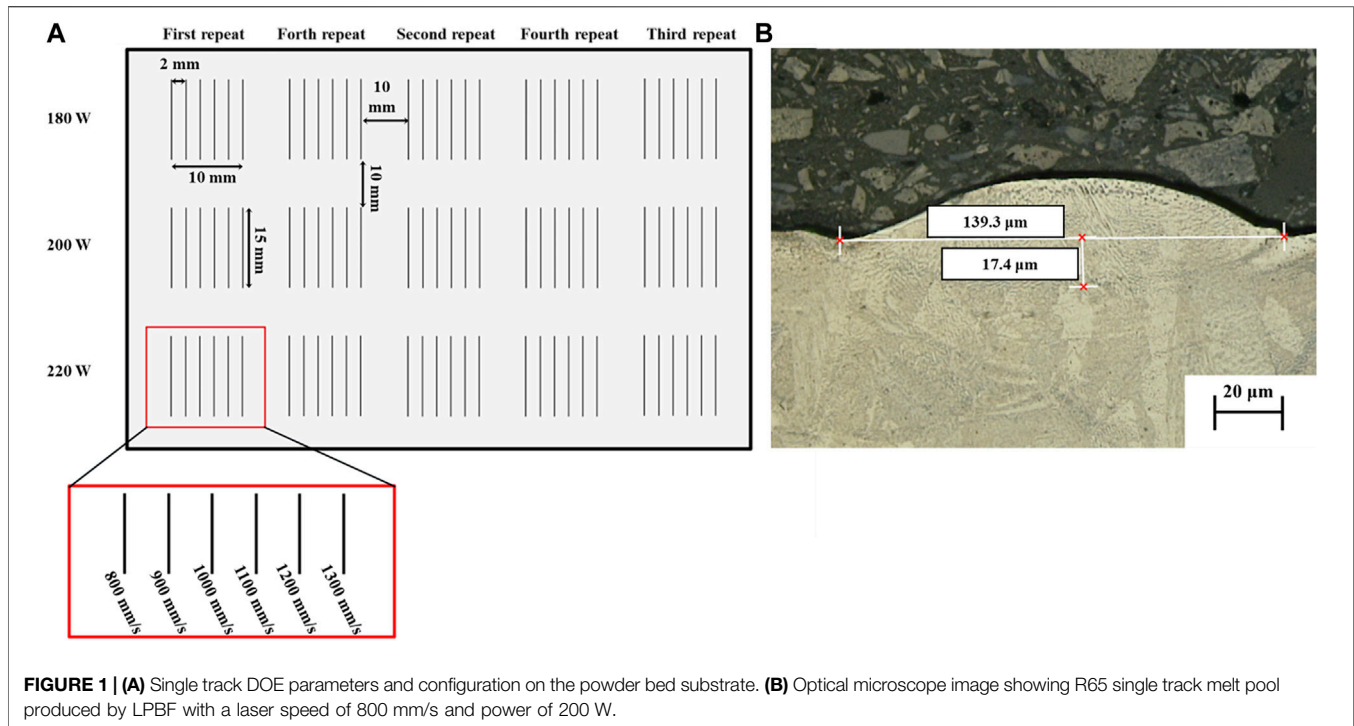 A
First repeat
Forth repeat
Second repeat
Fourth repeat
Third repeat
B
2 mm
10 mm
180 W
10 mm
10 mm
200 W
15 mm
139.3 µm
17.4 µm
220 W
20 µm
800 mm/s
900 mm/s
1000 mm/s
1100 mm/s
1200 mm/s
1300 mm/s
FIGURE 1 | (A) Single track DOE parameters and configuration on the powder bed substrate. (B) Optical microscope image showing R65 single track melt pool
produced by LPBF with a laser speed of 800 mm/s and power of 200 W.